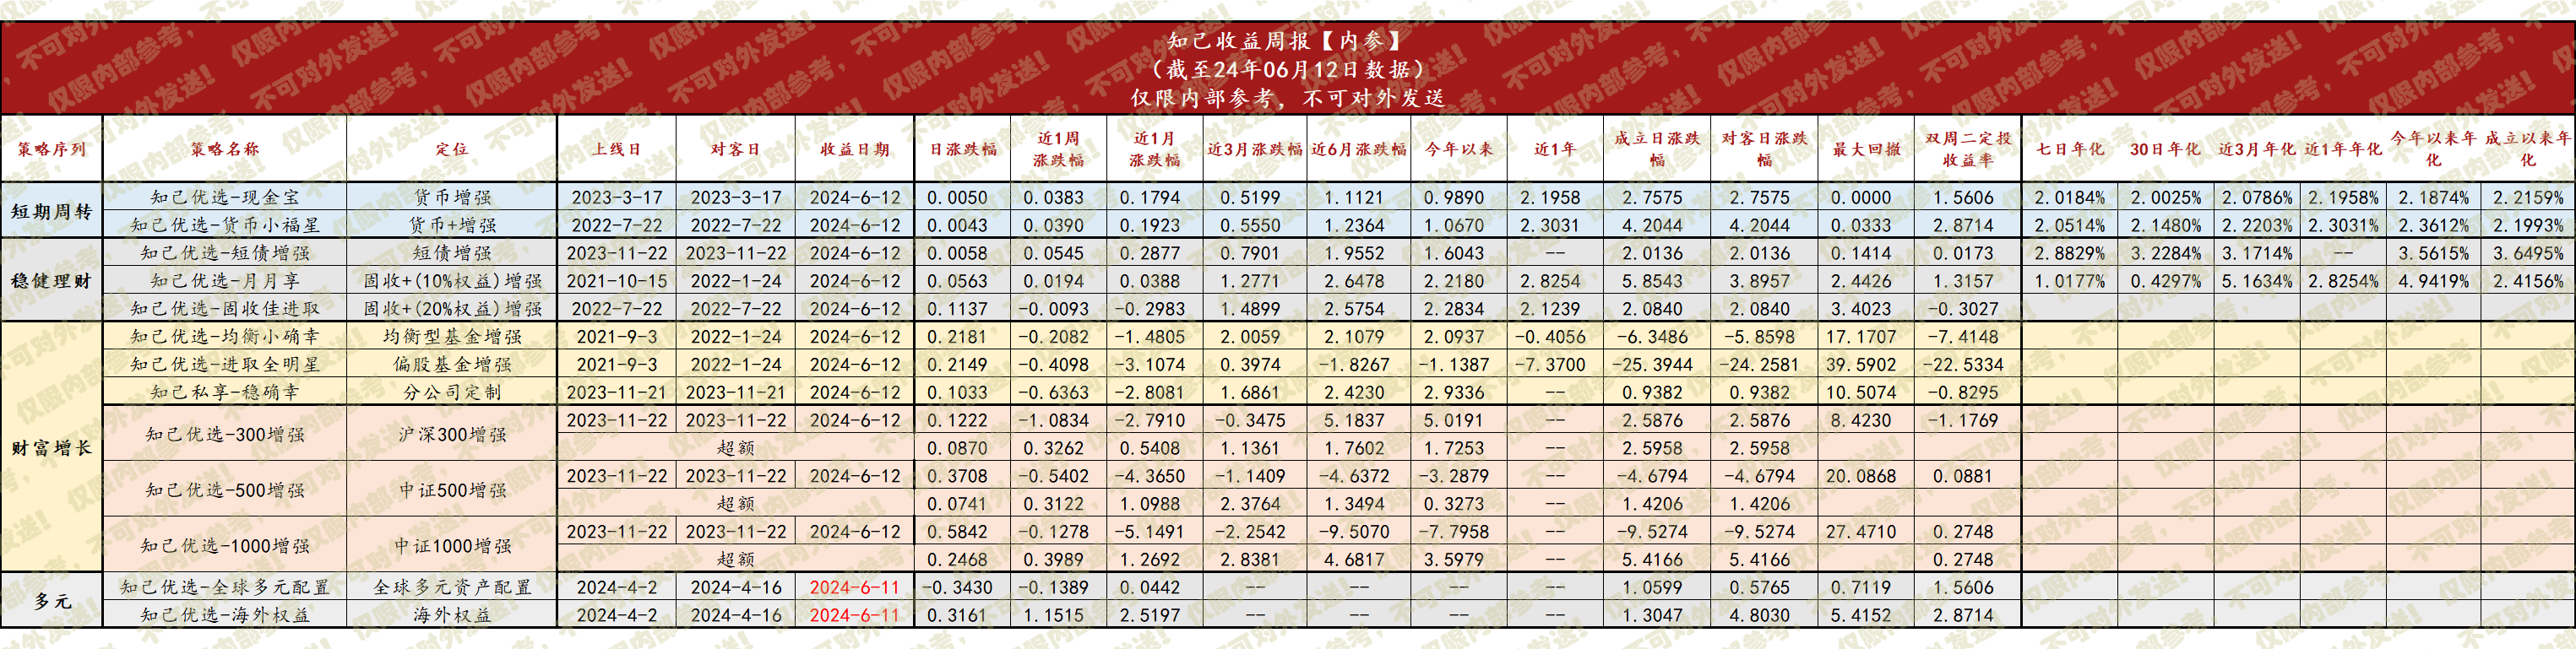 知己收益周报【内参】
（截至24年06月12日数据）
仅限内部参考，不可对外发送
策略序列 策略名称 定位 上线日 对客日 收益日期 日涨跌幅 近1周涨跌幅 近1月涨跌幅 近3月涨跌幅 近6月涨跌幅 今年以来 近1年 成立日涨跌幅 对客日涨跌幅 最大回撤 双周二定投收益率 七日年化 30日年化 近3月年化 近1年年化 今年以来年化 成立以来年化
短期周转 知己优选-现金宝 货币增强 2023-3-17 2023-3-17 2024-6-12 0.0050 0.0383 0.1794 0.5199 1.1121 0.9890 2.1958 2.7575 2.7575 0.0000 1.5606 2.0184% 2.0025% 2.0786% 2.1958% 2.1874% 2.2159%
知己优选-货币小福星 货币+增强 2022-7-22 2022-7-22 2024-6-12 0.0043 0.0390 0.1923 0.5550 1.2364 1.0670 2.3031 4.2044 4.2044 0.0333 2.8714 2.0514% 2.1480% 2.2203% 2.3031% 2.3612% 2.1993%
稳健理财 知己优选-短债增强 短债增强 2023-11-22 2023-11-22 2024-6-12 0.0058 0.0545 0.2877 0.7901 1.9552 1.6043 -- 2.0136 2.0136 0.1414 0.0173 2.8829% 3.2284% 3.1714% -- 3.5615% 3.6495%
知己优选-月月享 固收+(10%权益)增强 2021-10-15 2022-1-24 2024-6-12 0.0563 0.0194 0.0388 1.2771 2.6478 2.2180 2.8254 5.8543 3.8957 2.4426 1.3157 1.0177% 0.4297% 5.1634% 2.8254% 4.9419% 2.4156%
知己优选-固收佳进取 固收+(20%权益)增强 2022-7-22 2022-7-22 2024-6-12 0.1137 -0.0093 -0.2983 1.4899 2.5754 2.2834 2.1239 2.0840 2.0840 3.4023 -0.3027
财富增长 知己优选-均衡小确幸 均衡型基金增强 2021-9-3 2022-1-24 2024-6-12 0.2181 -0.2082 -1.4805 2.0059 2.1079 2.0937 -0.4056 -6.3486 -5.8598 17.1707 -7.4148
知己优选-进取全明星 偏股基金增强 2021-9-3 2022-1-24 2024-6-12 0.2149 -0.4098 -3.1074 0.3974 -1.8267 -1.1387 -7.3700 -25.3944 -24.2581 39.5902 -22.5334
知己私享-稳确幸 分公司定制 2023-11-21 2023-11-21 2024-6-12 0.1033 -0.6363 -2.8081 1.6861 2.4230 2.9336 -- 0.9382 0.9382 10.5074 -0.8295
知己优选-300增强 沪深300增强 2023-11-22 2023-11-22 2024-6-12 0.1222 -1.0834 -2.7910 -0.3475 5.1837 5.0191 -- 2.5876 2.5876 8.4230 -1.1769
超额 0.0870 0.3262 0.5408 1.1361 1.7602 1.7253 -- 2.5958 2.5958
知己优选-500增强 中证500增强 2023-11-22 2023-11-22 2024-6-12 0.3708 -0.5402 -4.3650 -1.1409 -4.6372 -3.2879 -- -4.6794 -4.6794 20.0868 0.0881
超额 0.0741 0.3122 1.0988 2.3764 1.3494 0.3273 -- 1.4206 1.4206
知己优选-1000增强 中证1000增强 2023-11-22 2023-11-22 2024-6-12 0.5842 -0.1278 -5.1491 -2.2542 -9.5070 -7.7958 -- -9.5274 -9.5274 27.4710 0.2748
超额 0.2468 0.3989 1.2692 2.8381 4.6817 3.5979 -- 5.4166 5.4166 0.2748
多元 知己优选-全球多元配置 全球多元资产配置 2024-4-2 2024-4-16 2024-6-11 -0.3430 -0.1389 0.0442 -- -- -- -- 1.0599 0.5765 0.7119 1.5606
知己优选-海外权益 海外权益 2024-4-2 2024-4-16 2024-6-11 0.3161 1.1515 2.5197 -- -- -- -- 1.3047 4.8030 5.4152 2.8714
仅限内部参考，不可对外发送！